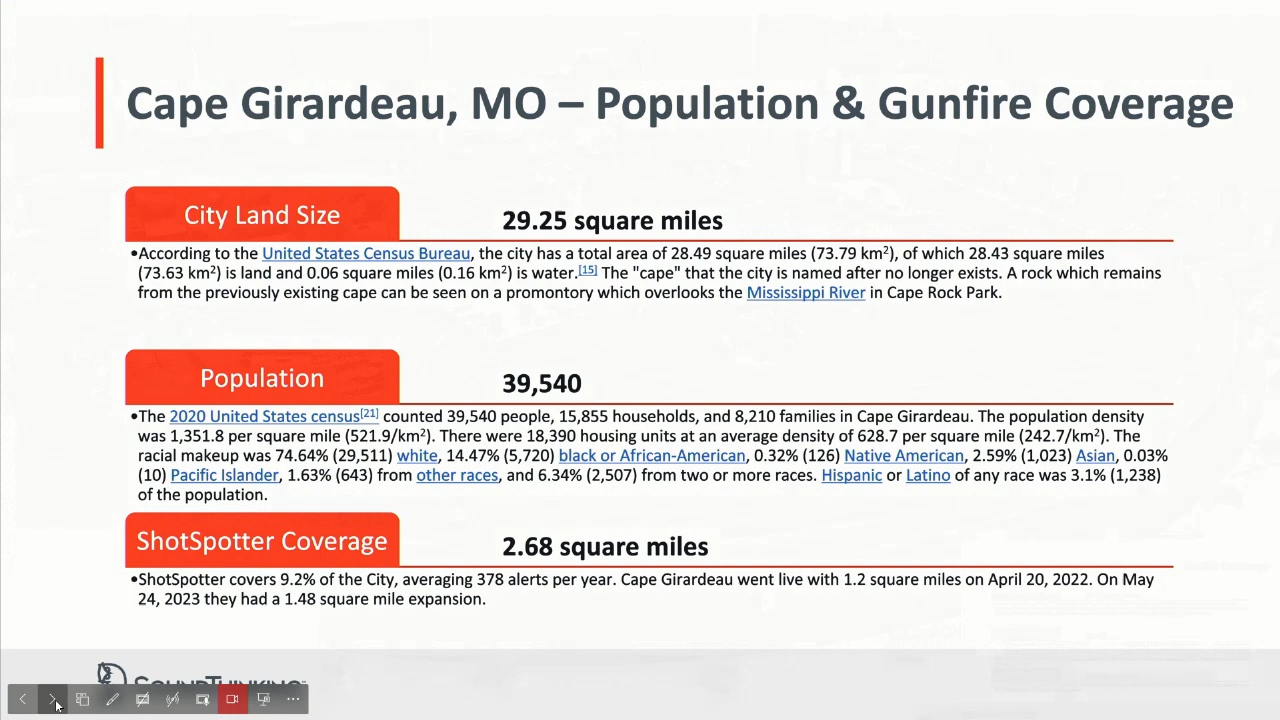 Cape Girardeau, MO – Population & Gunfire Coverage
City Land Size
29.25 square miles
•According to the United States Census Bureau, the city has a total area of 28.49 square miles (73.79 km²), of which 28.43 square miles
(73.63 km²) is land and 0.06 square miles (0.16 km²) is water.[15] The "cape" that the city is named after no longer exists. A rock which remains
from the previously existing cape can be seen on a promontory which overlooks the Mississippi River in Cape Rock Park.
Population
39,540
•The 2020 United States census[21] counted 39,540 people, 15,855 households, and 8,210 families in Cape Girardeau. The population density
was 1,351.8 per square mile (521.9/km²). There were 18,390 housing units at an average density of 628.7 per square mile (242.7/km²). The
racial makeup was 74.64% (29,511) white, 14.47% (5,720) black or African-American, 0.32% (126) Native American, 2.59% (1,023) Asian, 0.03%
(10) Pacific Islander, 1.63% (643) from other races, and 6.34% (2,507) from two or more races. Hispanic or Latino of any race was 3.1% (1,238)
of the population.
ShotSpotter Coverage
2.68 square miles
•ShotSpotter covers 9.2% of the City, averaging 378 alerts per year. Cape Girardeau went live with 1.2 square miles on April 20, 2022. On May
24, 2023 they had a 1.48 square mile expansion.
SOUNDTHINKING